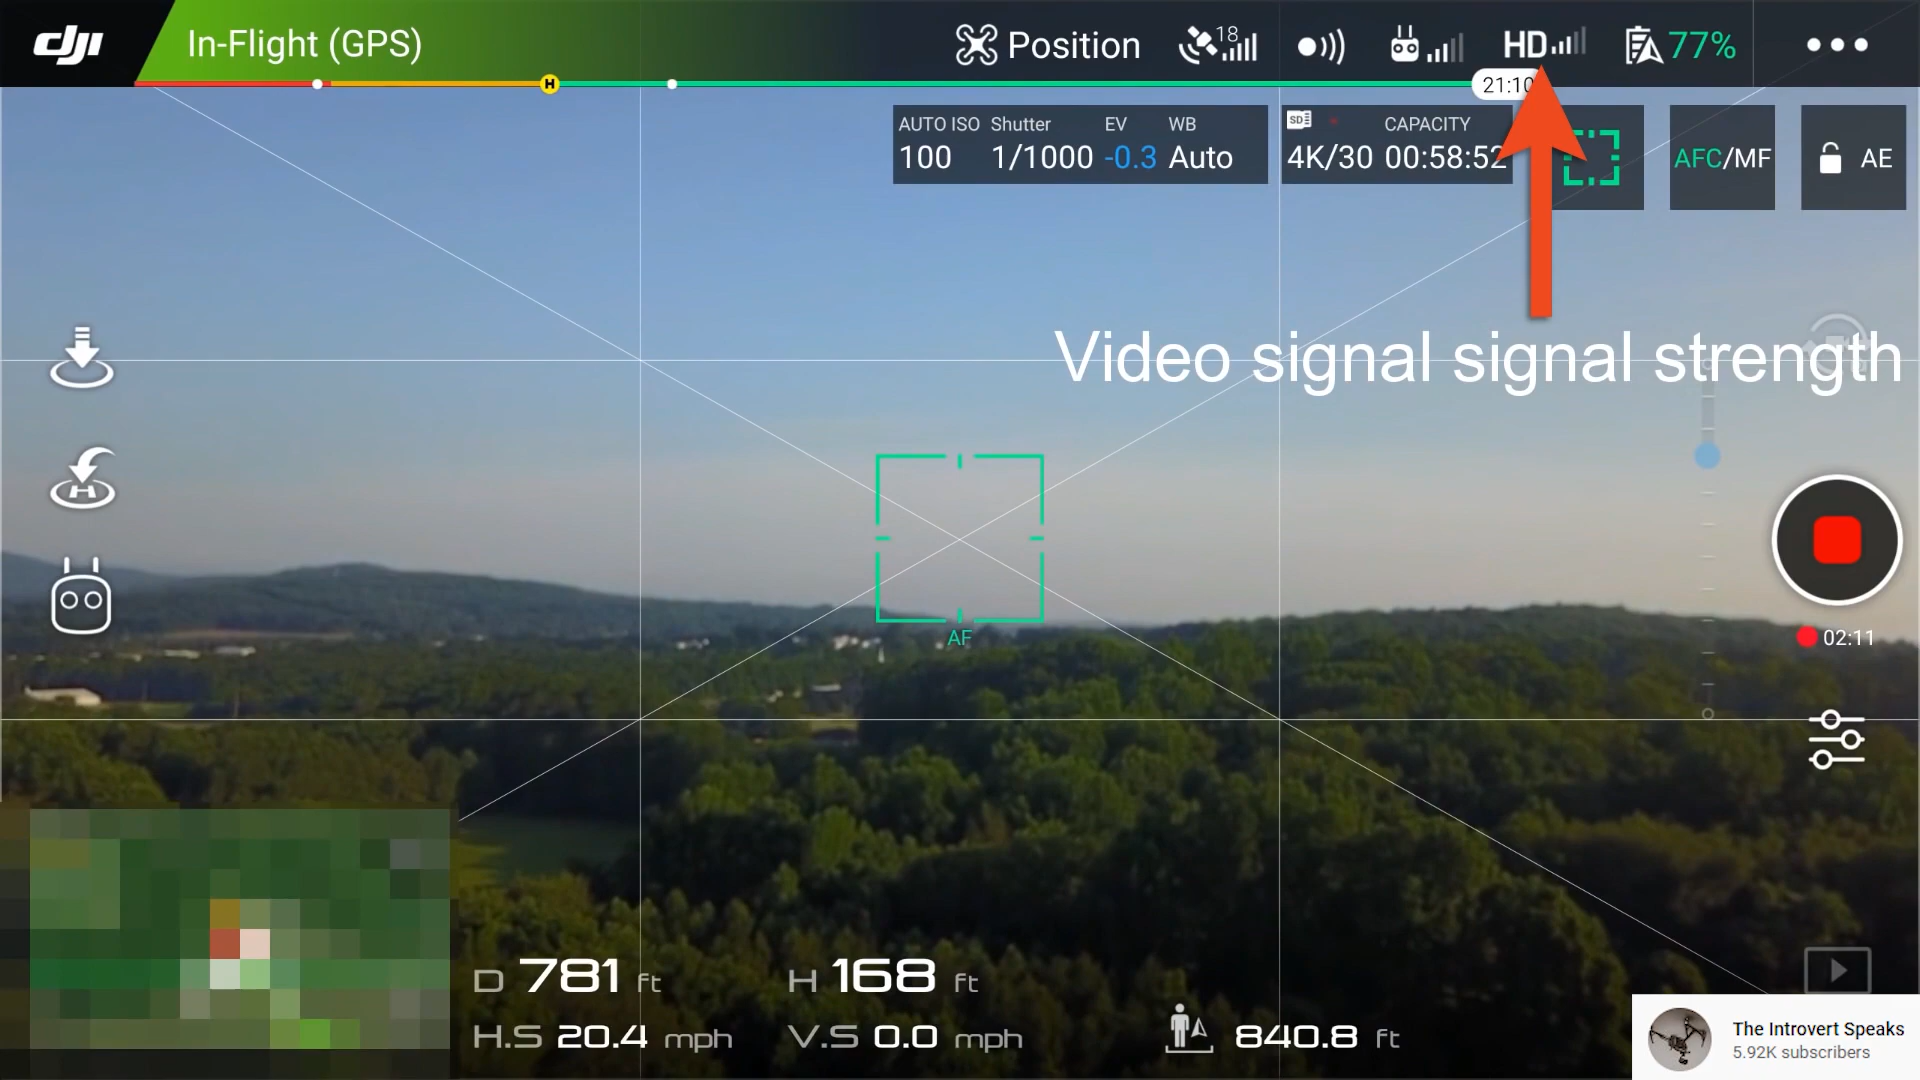 dji
In-Flight (GPS)
Position
18
HD
77%
H
21:10
AUTO ISO Shutter EV WB
100 1/1000 -0.3 Auto
SD CAPACITY
4K/30 00:58:52
AFC/MF
AE
Video signal signal strength
AF
02:11
D 781 ft H 168 ft
H.S 20.4 mph V.S 0.0 mph 840.8 ft
The Introvert Speaks
5.92K subscribers